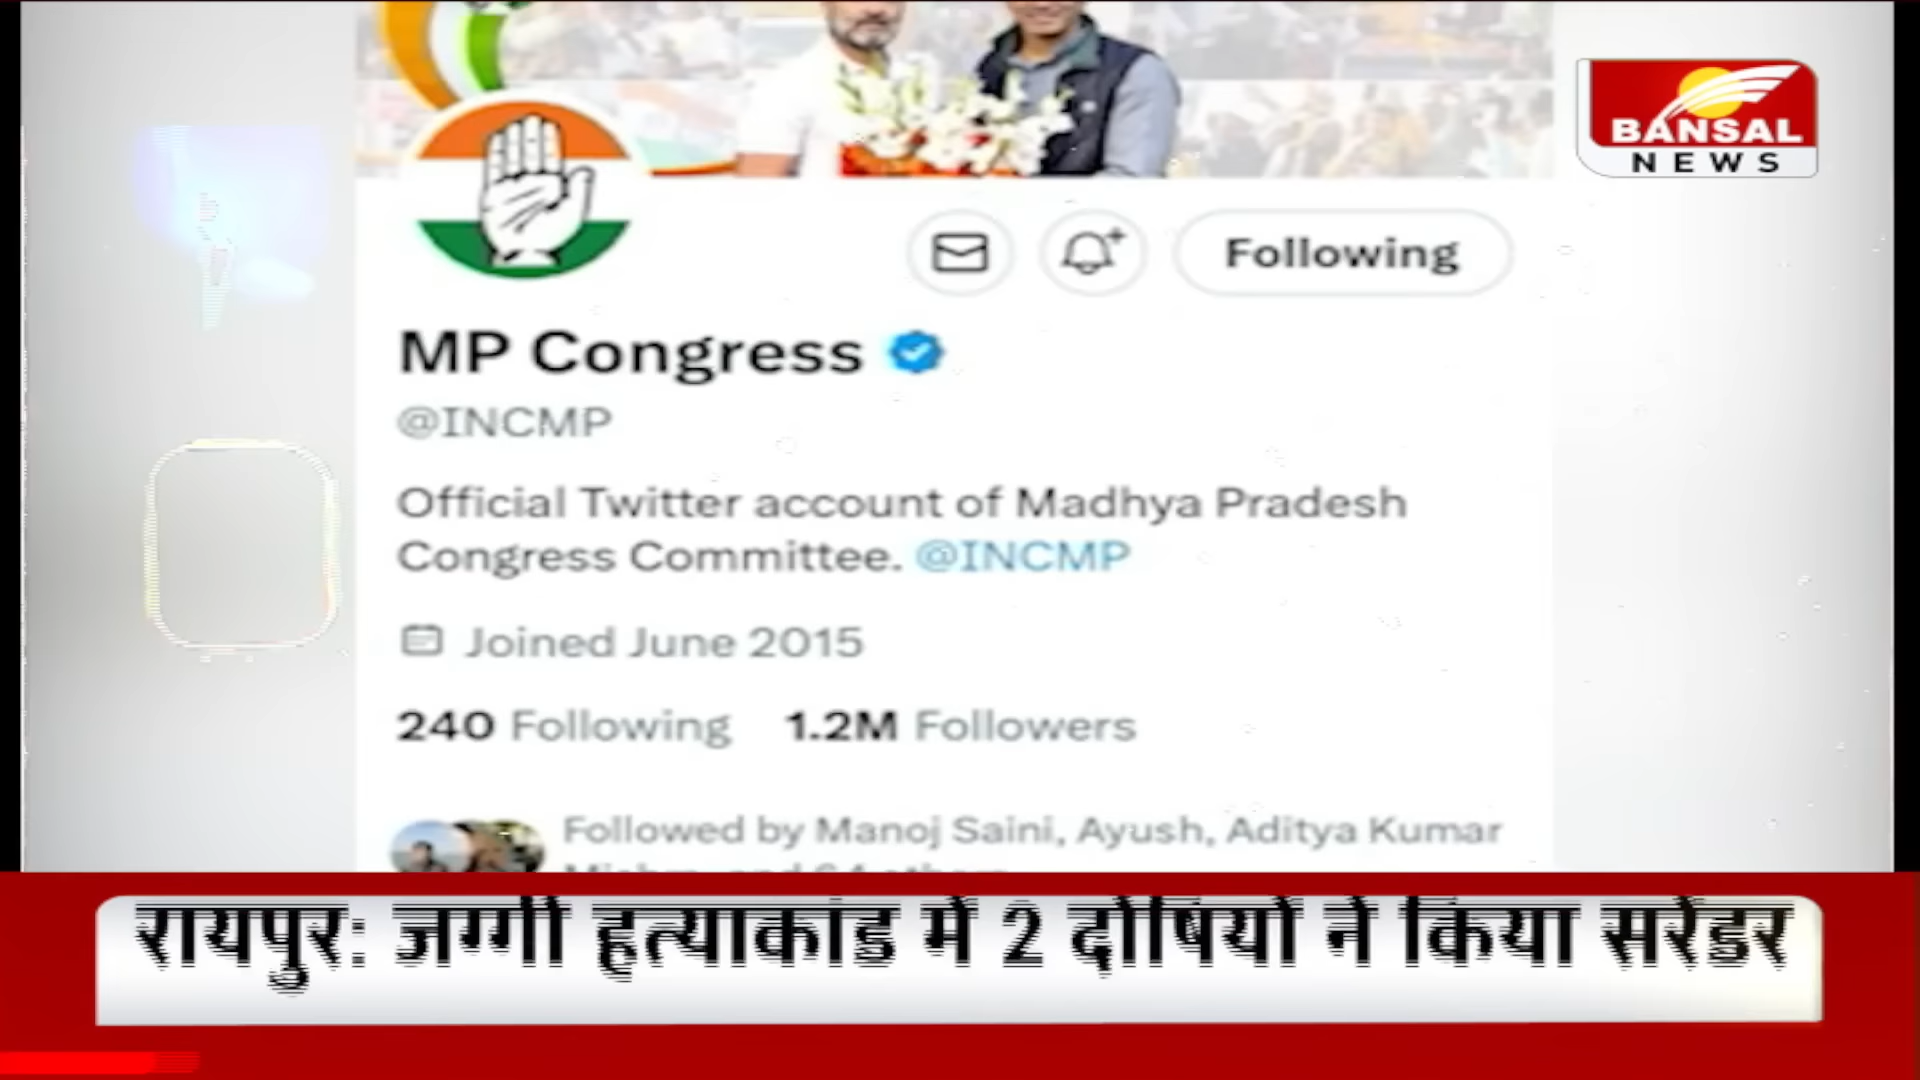 BANSAL
NEWS
Following
MP Congress
@INCMP
Official Twitter account of Madhya Pradesh
Congress Committee. @INCMP
Joined June 2015
240 Following 1.2M Followers
Followed by Manoj Saini, Ayush, Aditya Kumar
रायपुर: जग्गी हत्याकांड में 2 दोषियों ने किया सरेंडर